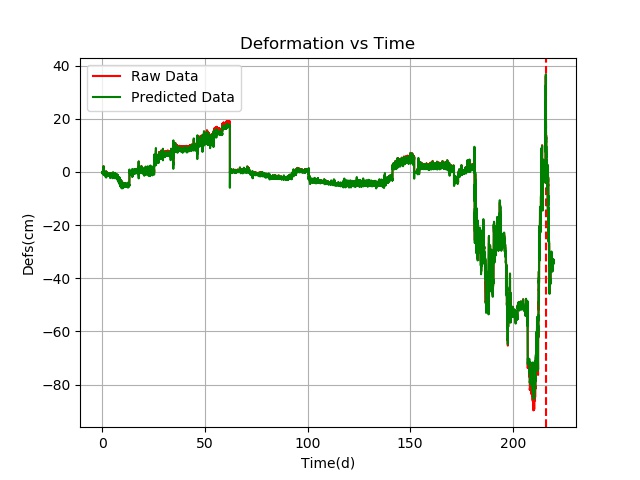 Deformation vs Time
Raw Data
Predicted Data
40
20
0
−20
−40
−60
−80
Defs(cm)
0 50 100 150 200
Time(d)